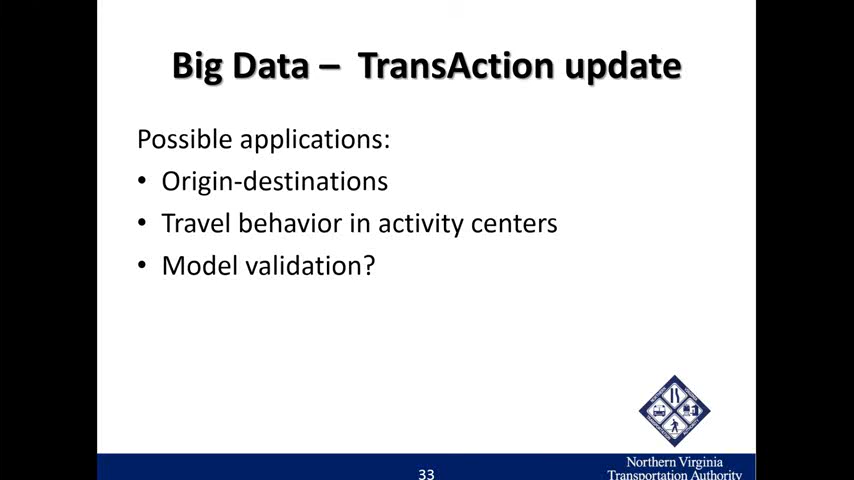 Big Data – TransAction update
Possible applications:
• Origin-destinations
• Travel behavior in activity centers
• Model validation?
33
Northern Virginia
Transportation Authority